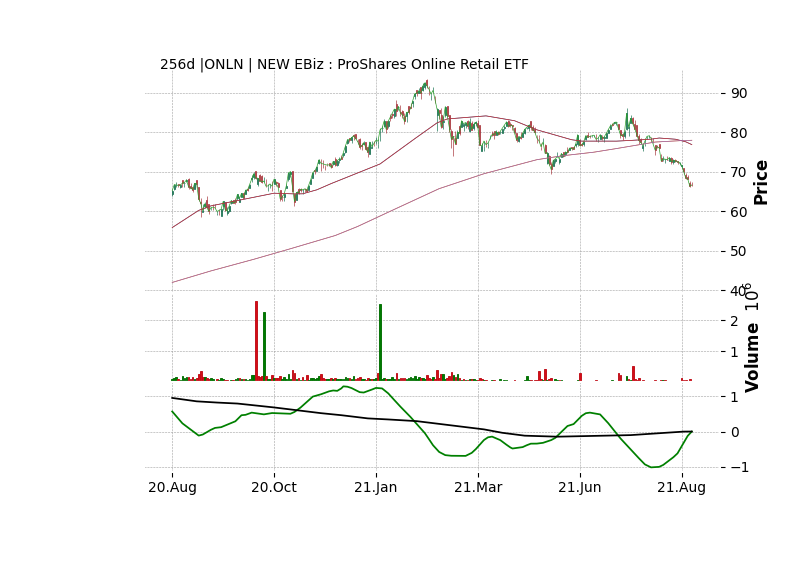 256d |ONLN | NEW EBiz : ProShares Online Retail ETF
90
80
70
60
50
40
Price
2
1
Volume 10^6
1
0
−1
20.Aug 20.Oct 21.Jan 21.Mar 21.Jun 21.Aug